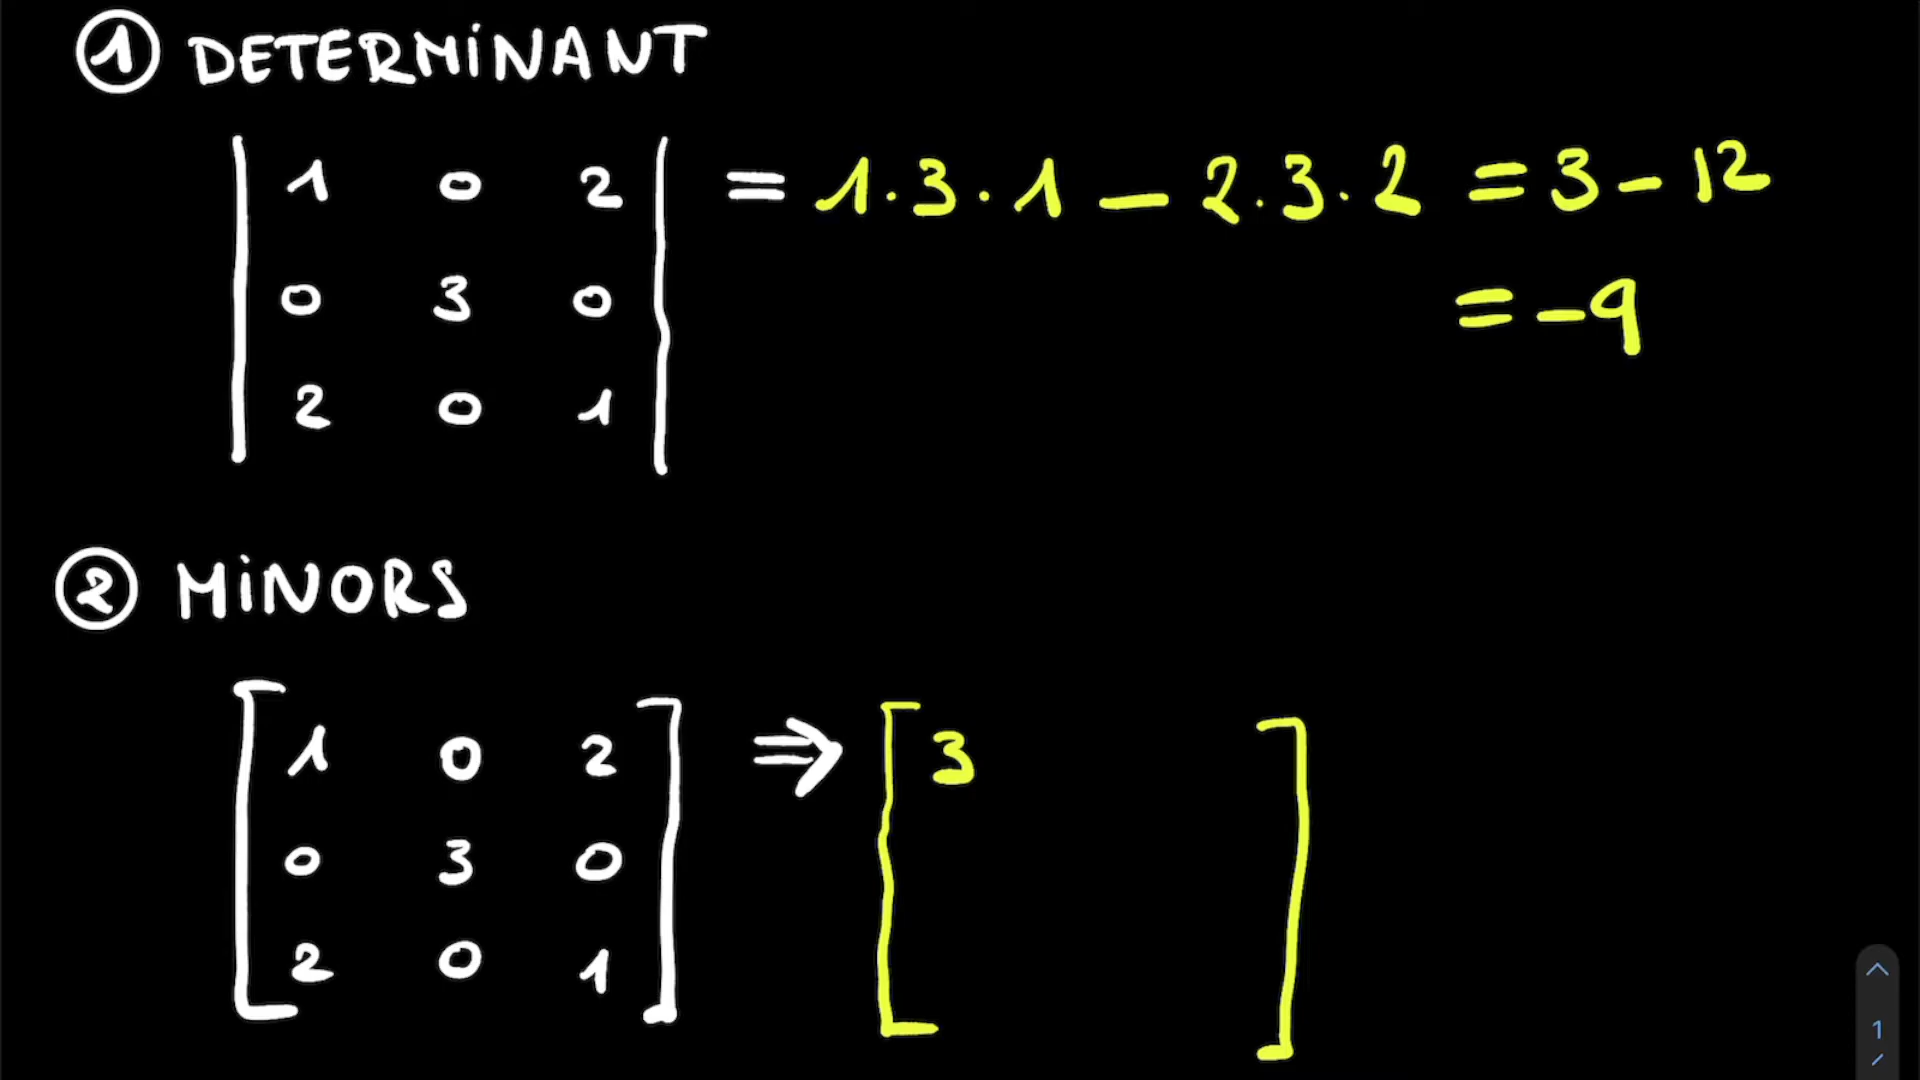 ① DETERMINANT
| 1 0 2 | = 1·3·1 — 2·3·2 = 3 - 12
| 0 3 0 | = -9
| 2 0 1 |
② MINORS
[ 1 0 2 ] ⇒ [ 3 ]
0 3 0
2 0 1
1